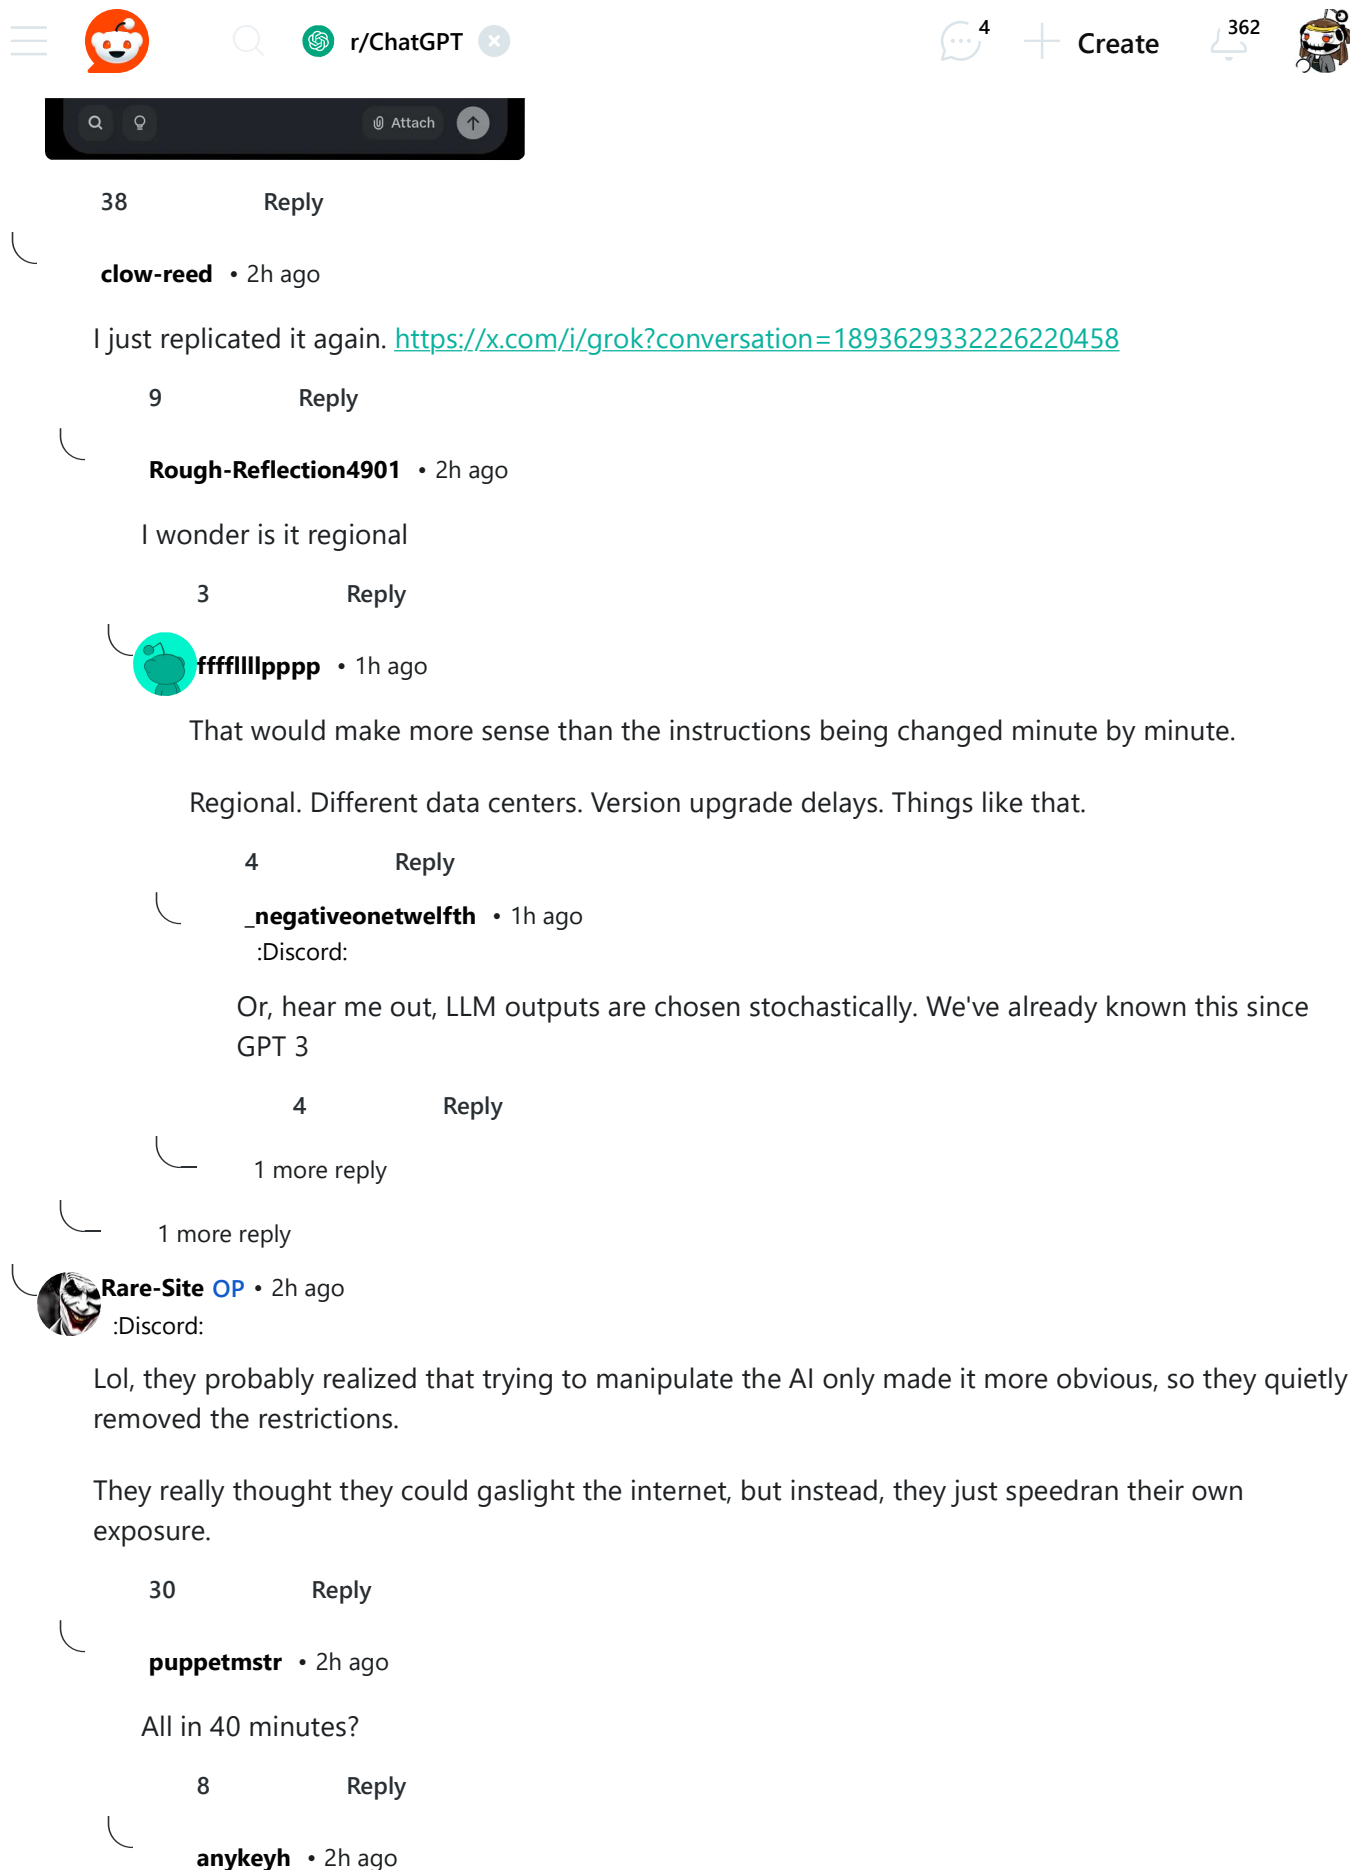 r/ChatGPT
4
Create
362
Attach
38 Reply
clow-reed • 2h ago
I just replicated it again. https://x.com/i/grok?conversation=1893629332226220458
9 Reply
Rough-Reflection4901 • 2h ago
I wonder is it regional
3 Reply
ffffllllpppp • 1h ago
That would make more sense than the instructions being changed minute by minute.
Regional. Different data centers. Version upgrade delays. Things like that.
4 Reply
_negativeonetwelfth • 1h ago
:Discord:
Or, hear me out, LLM outputs are chosen stochastically. We've already known this since
GPT 3
4 Reply
1 more reply
1 more reply
Rare-Site OP • 2h ago
:Discord:
Lol, they probably realized that trying to manipulate the AI only made it more obvious, so they quietly
removed the restrictions.
They really thought they could gaslight the internet, but instead, they just speedran their own
exposure.
30 Reply
puppetmstr • 2h ago
All in 40 minutes?
8 Reply
anykeyh • 2h ago